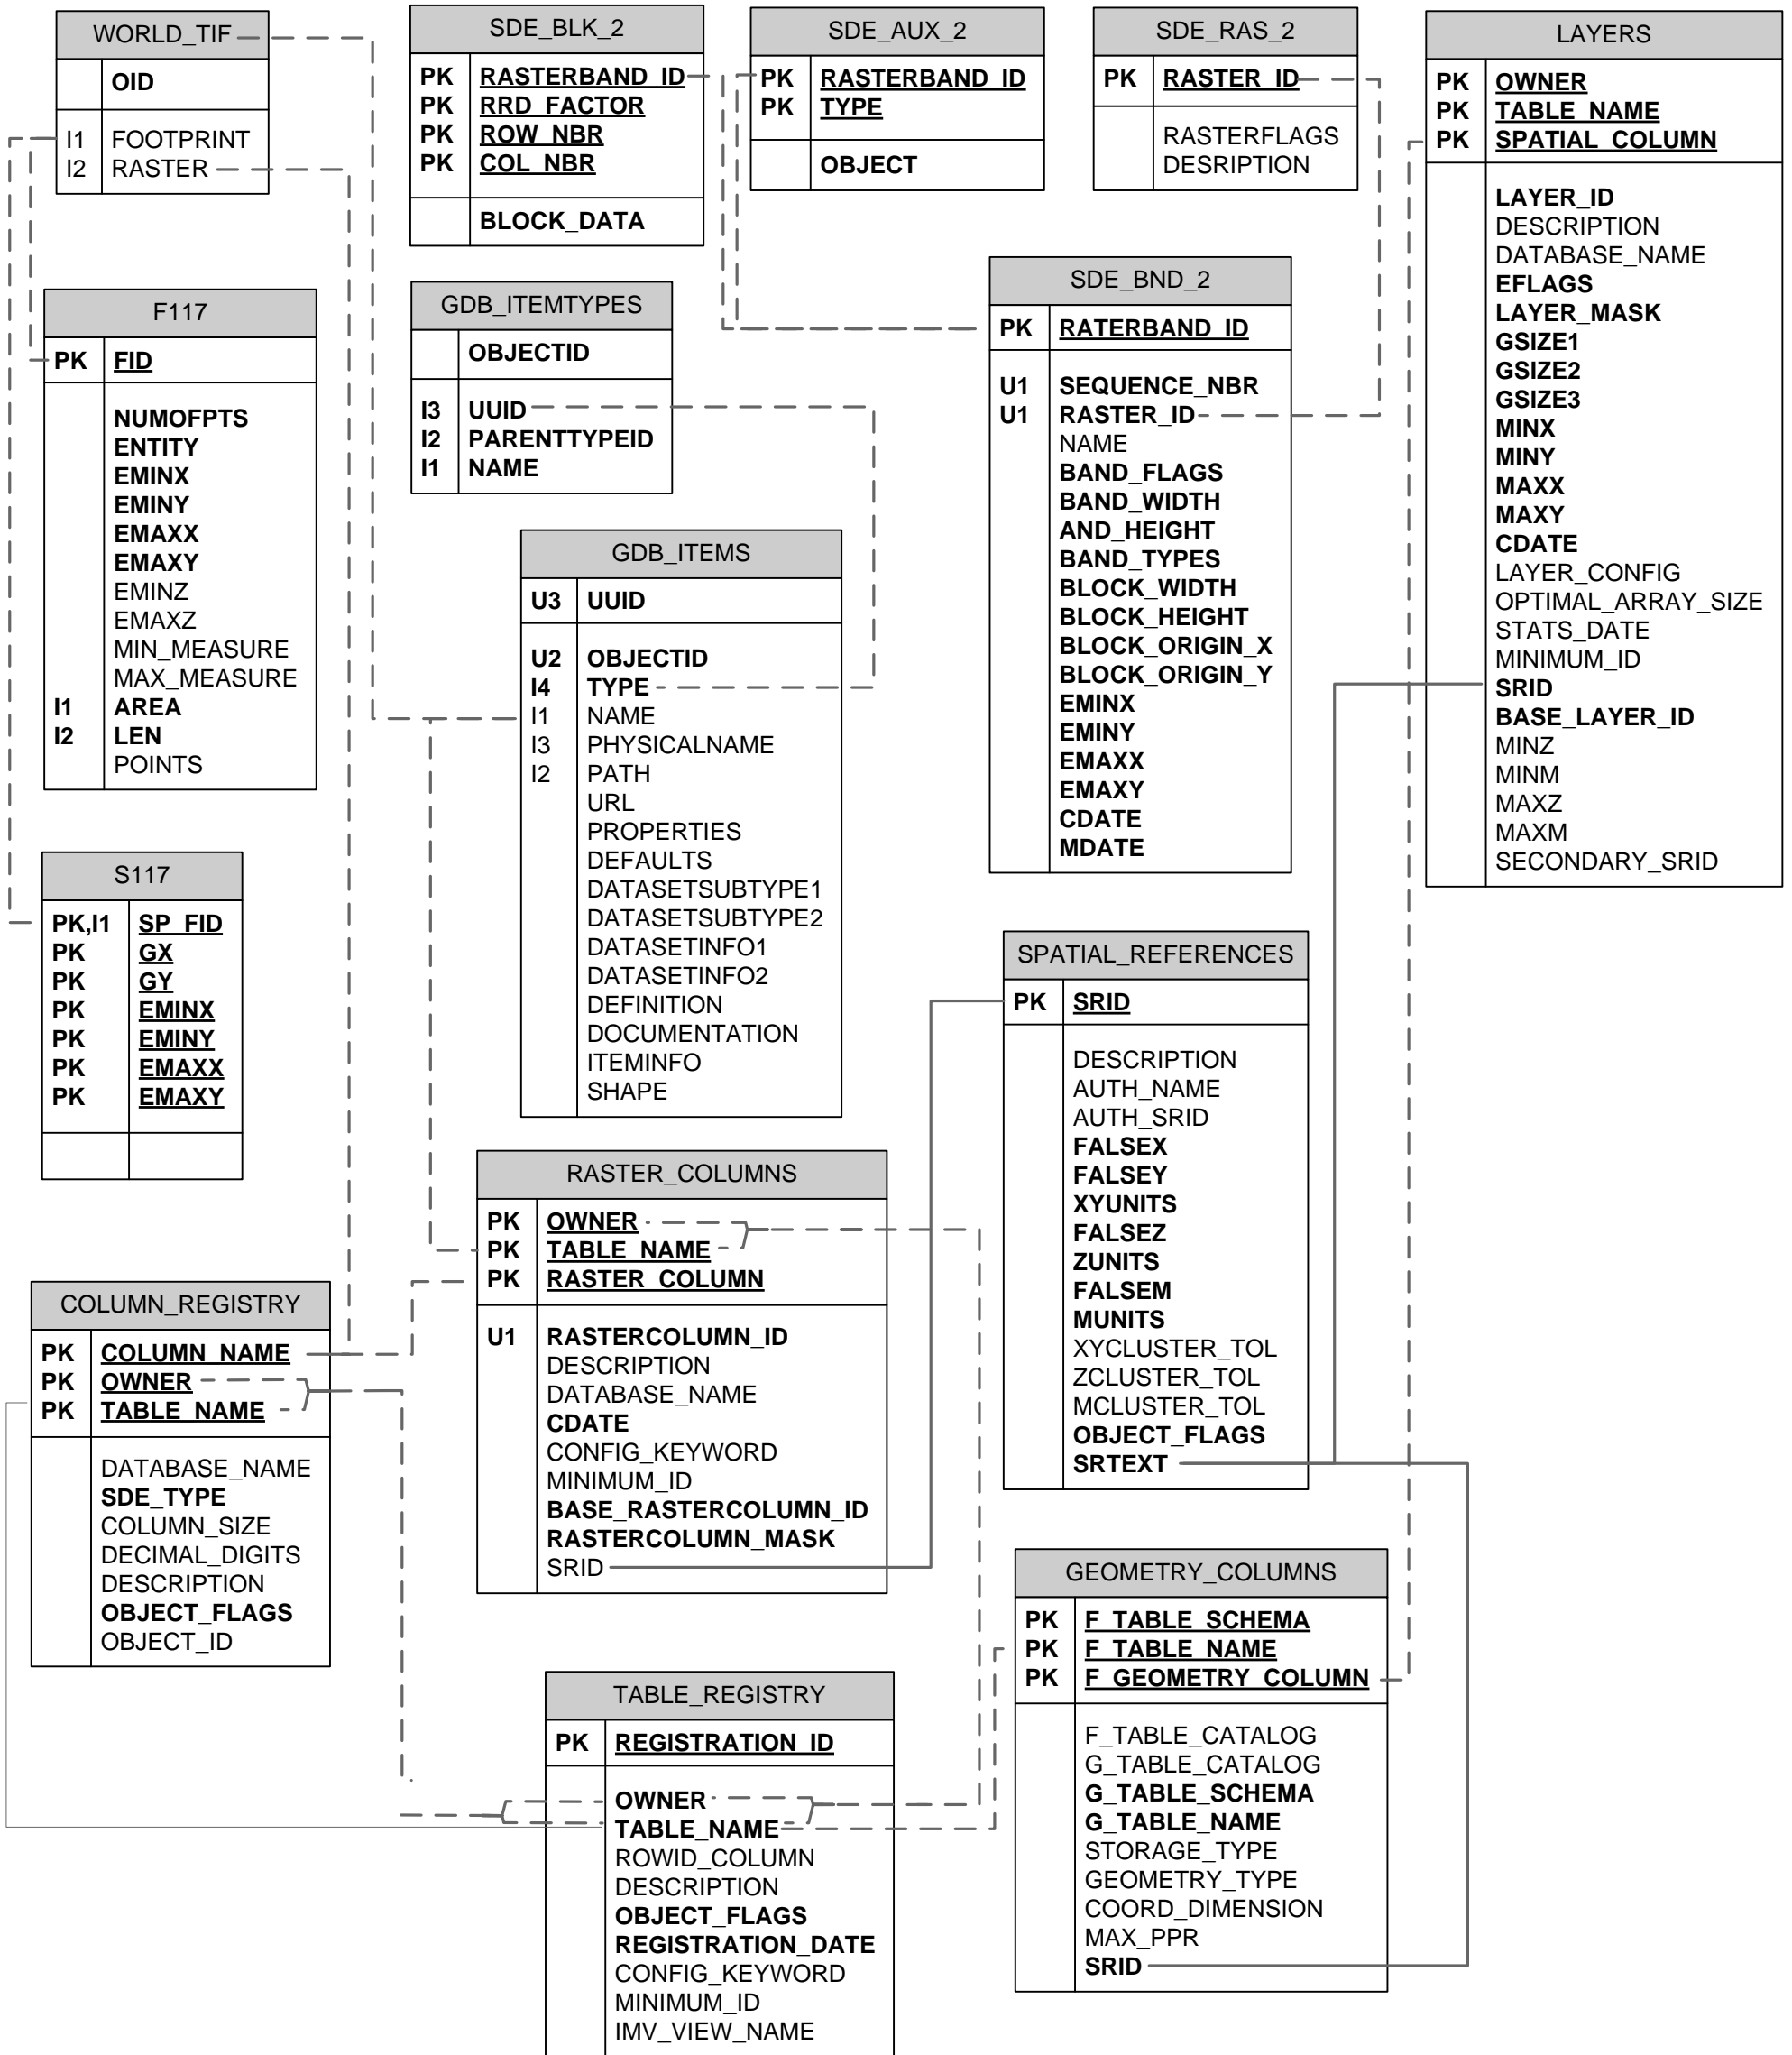 WORLD_TIF
OID
I1 FOOTPRINT
I2 RASTER
SDE_BLK_2
PK RASTERBAND_ID
PK RRD_FACTOR
PK ROW_NBR
PK COL_NBR
BLOCK_DATA
SDE_AUX_2
PK RASTERBAND_ID
PK TYPE
OBJECT
SDE_RAS_2
PK RASTER_ID
RASTERFLAGS
DESRIPTION
LAYERS
PK OWNER
PK TABLE_NAME
PK SPATIAL_COLUMN
LAYER_ID
DESCRIPTION
DATABASE_NAME
EFLAGS
LAYER_MASK
GSIZE1
GSIZE2
GSIZE3
MINX
MINY
MAXX
MAXY
CDATE
LAYER_CONFIG
OPTIMAL_ARRAY_SIZE
STATS_DATE
MINIMUM_ID
SRID
BASE_LAYER_ID
MINZ
MINM
MAXZ
MAXM
SECONDARY_SRID
F117
PK FID
NUMOFPTS
ENTITY
EMINX
EMINY
EMAXX
EMAXY
EMINZ
EMAXZ
MIN_MEASURE
MAX_MEASURE
I1 AREA
I2 LEN
POINTS
GDB_ITEMTYPES
OBJECTID
I3 UUID
I2 PARENTTYPEID
I1 NAME
SDE_BND_2
PK RATERBAND_ID
U1 SEQUENCE_NBR
U1 RASTER_ID
NAME
BAND_FLAGS
BAND_WIDTH
AND_HEIGHT
BAND_TYPES
BLOCK_WIDTH
BLOCK_HEIGHT
BLOCK_ORIGIN_X
BLOCK_ORIGIN_Y
EMINX
EMINY
EMAXX
EMAXY
CDATE
MDATE
GDB_ITEMS
U3 UUID
U2 OBJECTID
I4 TYPE
I1 NAME
I3 PHYSICALNAME
I2 PATH
URL
PROPERTIES
DEFAULTS
DATASETSUBTYPE1
DATASETSUBTYPE2
DATASETINFO1
DATASETINFO2
DEFINITION
DOCUMENTATION
ITEMINFO
SHAPE
S117
PK,I1 SP_FID
PK GX
PK GY
PK EMINX
PK EMINY
PK EMAXX
PK EMAXY
SPATIAL_REFERENCES
PK SRID
DESCRIPTION
AUTH_NAME
AUTH_SRID
FALSEX
FALSEY
XYUNITS
FALSEZ
ZUNITS
FALSEM
MUNITS
XYCLUSTER_TOL
ZCLUSTER_TOL
MCLUSTER_TOL
OBJECT_FLAGS
SRTEXT
RASTER_COLUMNS
PK OWNER
PK TABLE_NAME
PK RASTER_COLUMN
U1 RASTERCOLUMN_ID
DESCRIPTION
DATABASE_NAME
CDATE
CONFIG_KEYWORD
MINIMUM_ID
BASE_RASTERCOLUMN_ID
RASTERCOLUMN_MASK
SRID
COLUMN_REGISTRY
PK COLUMN_NAME
PK OWNER
PK TABLE_NAME
DATABASE_NAME
SDE_TYPE
COLUMN_SIZE
DECIMAL_DIGITS
DESCRIPTION
OBJECT_FLAGS
OBJECT_ID
GEOMETRY_COLUMNS
PK F_TABLE_SCHEMA
PK F_TABLE_NAME
PK F_GEOMETRY_COLUMN
F_TABLE_CATALOG
G_TABLE_CATALOG
G_TABLE_SCHEMA
G_TABLE_NAME
STORAGE_TYPE
GEOMETRY_TYPE
COORD_DIMENSION
MAX_PPR
SRID
TABLE_REGISTRY
PK REGISTRATION_ID
OWNER
TABLE_NAME
ROWID_COLUMN
DESCRIPTION
OBJECT_FLAGS
REGISTRATION_DATE
CONFIG_KEYWORD
MINIMUM_ID
IMV_VIEW_NAME